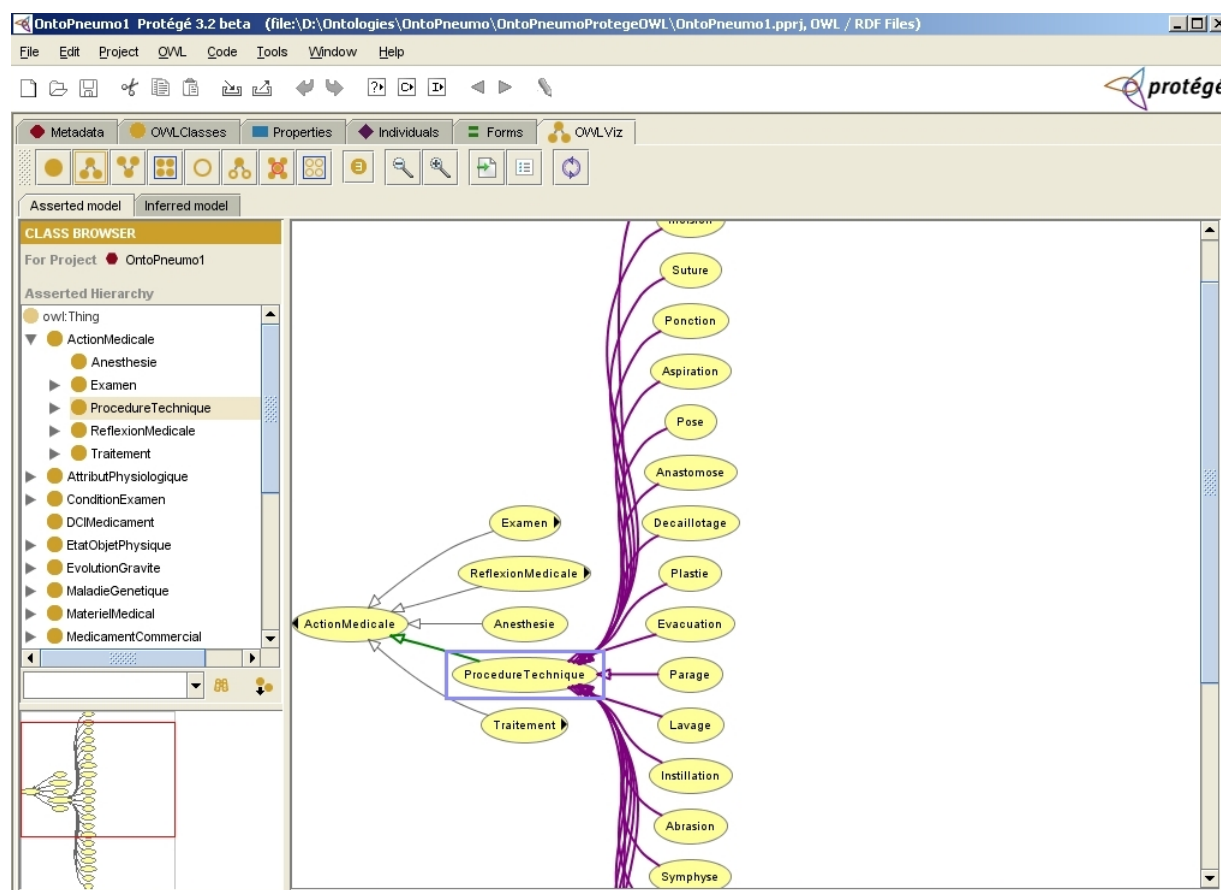 OntoPneumo1 Protégé 3.2 beta (file:\D:\Ontologies\OntoPneumo\OntoPneumoProtegeOWL\OntoPneumo1.pprj, OWL / RDF Files)
File Edit Project OWL Code Tools Window Help
protégé
Metadata OWLClasses Properties Individuals Forms OWLViz
Asserted model Inferred model
CLASS BROWSER
For Project OntoPneumo1
Asserted Hierarchy
owl:Thing
ActionMedicale
Anesthesie
Examen
ProcedureTechnique
ReflexionMedicale
Traitement
AttributPhysiologique
ConditionExamen
DCIMedicament
EtatObjetPhysique
EvolutionGravite
MaladieGenetique
MaterielMedical
MedicamentCommercial
Incision
Suture
Ponction
Aspiration
Pose
Anastomose
Examen
Decaillotage
ReflexionMedicale
Plastie
ActionMedicale
Anesthesie
Evacuation
ProcedureTechnique
Parage
Traitement
Lavage
Instillation
Abrasion
Symphyse